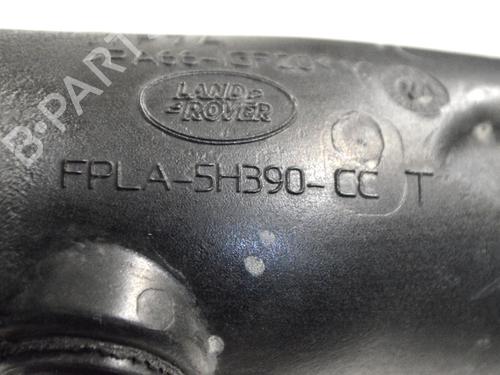 LAND
ROVER
FPLA-5H390-CC T
B-PARTS